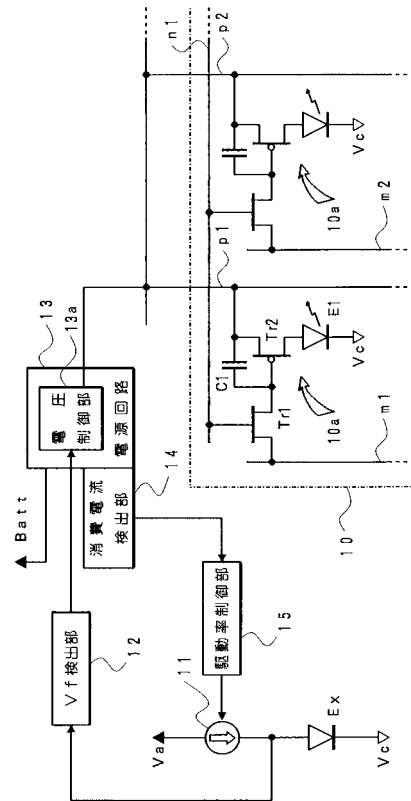 Batt
13
13a
電圧
制御部
電源回路
消費電流
検出部
14
Vf検出部
12
駆動率制御部
15
11
Va
Ex
Vc
n1
p1
p2
C1
Tr1
Tr2
E1
Vc
10a
m1
10a
Vc
m2
10